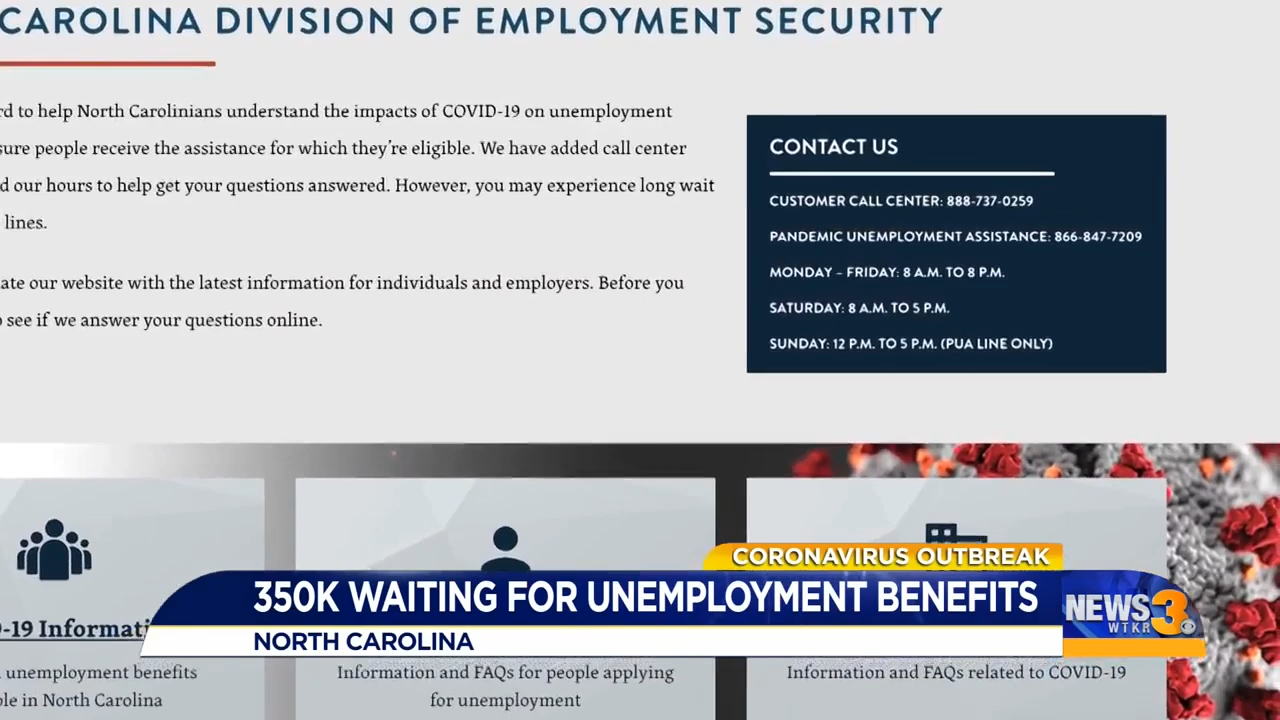 CAROLINA DIVISION OF EMPLOYMENT SECURITY
to help North Carolinians understand the impacts of COVID-19 on unemployment
people receive the assistance for which they're eligible. We have added call center
our hours to help get your questions answered. However, you may experience long wait
lines.
our website with the latest information for individuals and employers. Before you
see if we answer your questions online.
CONTACT US
CUSTOMER CALL CENTER: 888-737-0259
PANDEMIC UNEMPLOYMENT ASSISTANCE: 866-847-7209
MONDAY – FRIDAY: 8 A.M. TO 8 P.M.
SATURDAY: 8 A.M. TO 5 P.M.
SUNDAY: 12 P.M. TO 5 P.M. (PUA LINE ONLY)
CORONAVIRUS OUTBREAK
350K WAITING FOR UNEMPLOYMENT BENEFITS
NEWS 3
WTKR
NORTH CAROLINA
-19 Informati
unemployment benefits
in North Carolina
Information and FAQs for people applying
for unemployment
Information and FAQs related to COVID-19